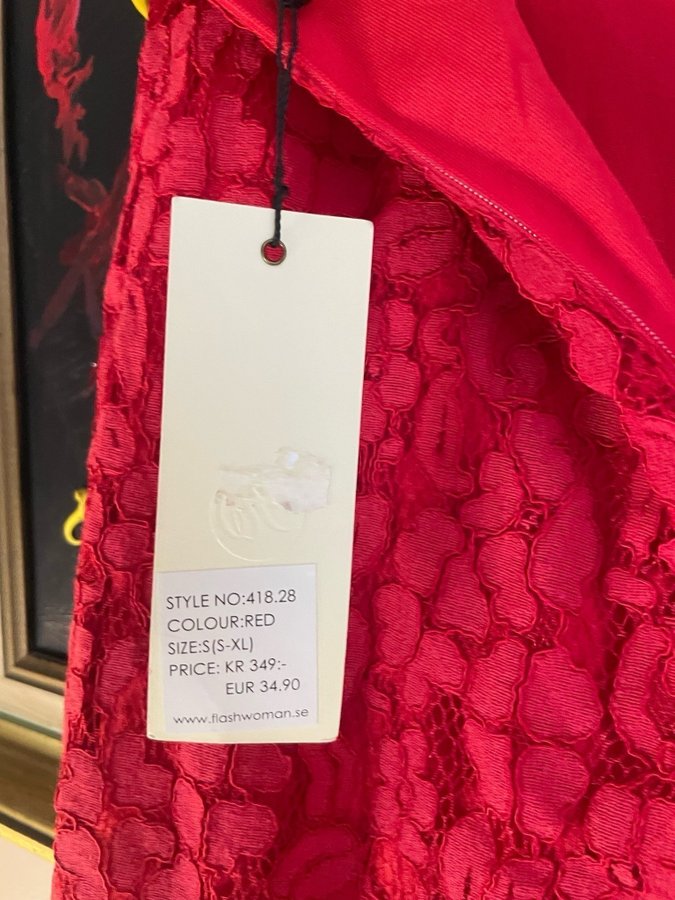 STYLE NO:418.28
COLOUR:RED
SIZE:S(S-XL)
PRICE: KR 349:-
EUR 34.90
www.flashwoman.se